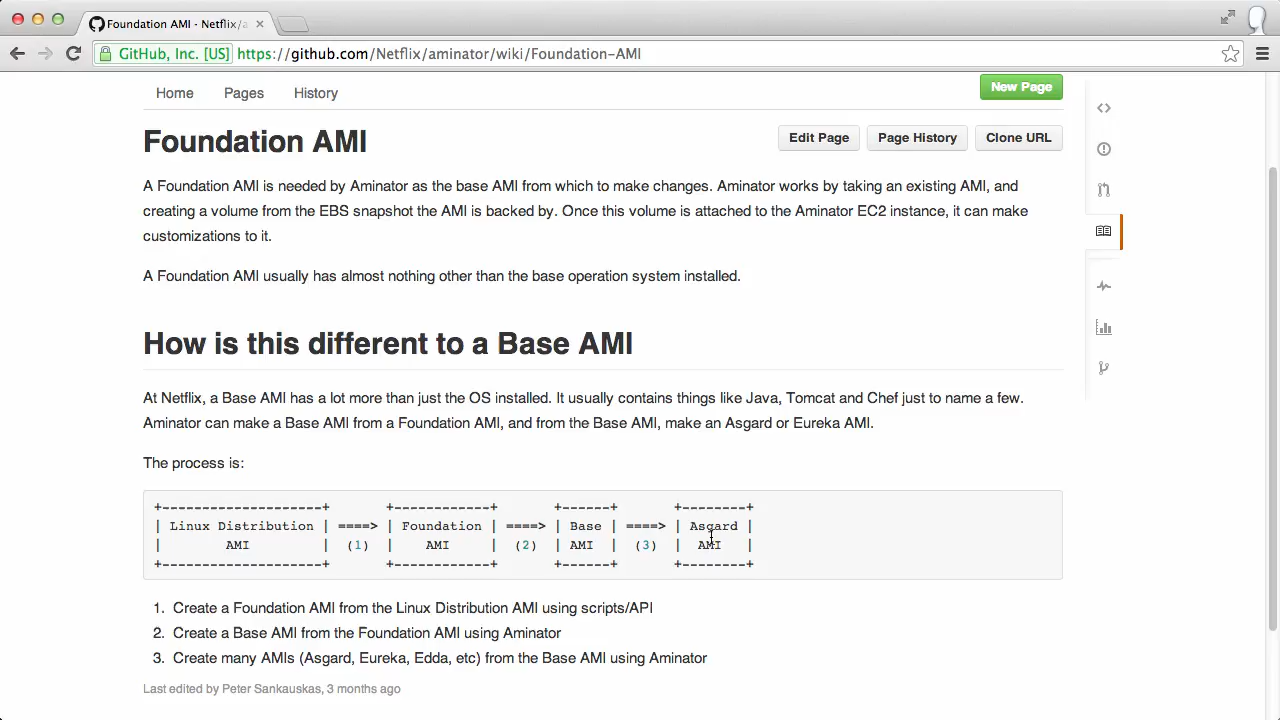 Foundation AMI · Netflix/a
GitHub, Inc. [US] https://github.com/Netflix/aminator/wiki/Foundation-AMI
Home Pages History New Page
Foundation AMI
Edit Page Page History Clone URL
A Foundation AMI is needed by Aminator as the base AMI from which to make changes. Aminator works by taking an existing AMI, and
creating a volume from the EBS snapshot the AMI is backed by. Once this volume is attached to the Aminator EC2 instance, it can make
customizations to it.
A Foundation AMI usually has almost nothing other than the base operation system installed.
How is this different to a Base AMI
At Netflix, a Base AMI has a lot more than just the OS installed. It usually contains things like Java, Tomcat and Chef just to name a few.
Aminator can make a Base AMI from a Foundation AMI, and from the Base AMI, make an Asgard or Eureka AMI.
The process is:
+--------------------+     +------------+     +------+     +--------+
| Linux Distribution | ====> | Foundation | ====> | Base | ====> | Asgard |
| AMI | (1) | AMI | (2) | AMI | (3) | AMI |
+--------------------+     +------------+     +------+     +--------+
1. Create a Foundation AMI from the Linux Distribution AMI using scripts/API
2. Create a Base AMI from the Foundation AMI using Aminator
3. Create many AMIs (Asgard, Eureka, Edda, etc) from the Base AMI using Aminator
Last edited by Peter Sankauskas, 3 months ago